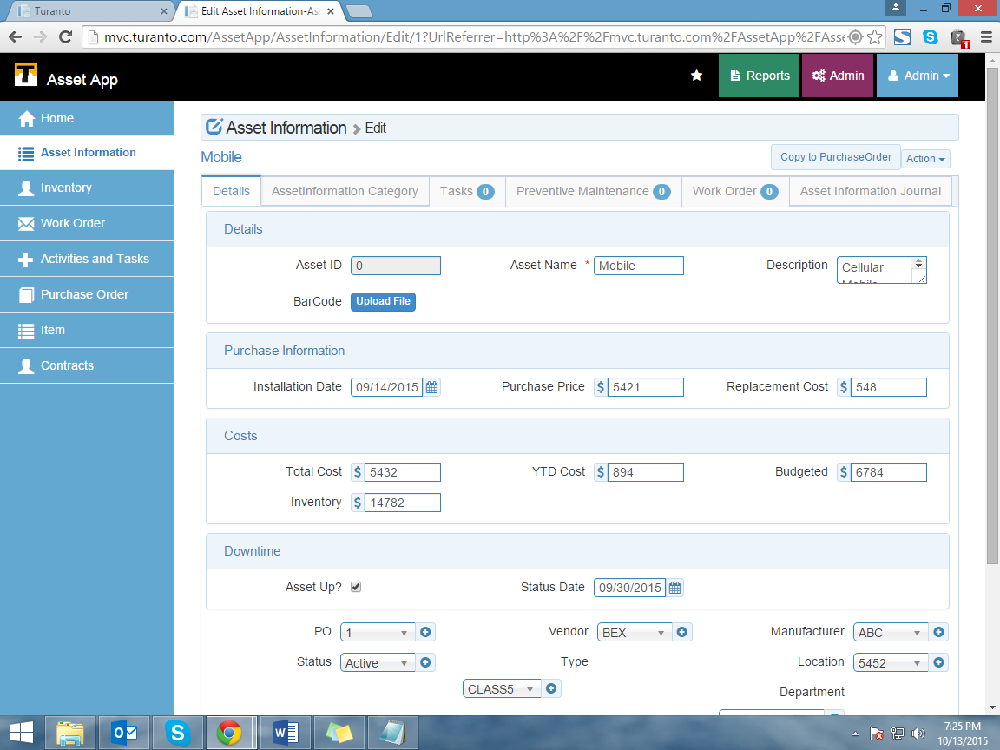 Turanto
Edit Asset Information-As
mvc.turanto.com/AssetApp/AssetInformation/Edit/1?UrlReferrer=http%3A%2F%2Fmvc.turanto.com%2FAssetApp%2FAsse
1
T Asset App
Reports
Admin
Admin
Home
Asset Information
Inventory
Work Order
Activities and Tasks
Purchase Order
Item
Contracts
Asset Information > Edit
Mobile
Copy to PurchaseOrder
Action
Details
AssetInformation Category
Tasks 0
Preventive Maintenance 0
Work Order 0
Asset Information Journal
Details
Asset ID 0
Asset Name * Mobile
Description Cellular
Mobile
BarCode Upload File
Purchase Information
Installation Date 09/14/2015
Purchase Price $ 5421
Replacement Cost $ 548
Costs
Total Cost $ 5432
YTD Cost $ 894
Budgeted $ 6784
Inventory $ 14782
Downtime
Asset Up?
Status Date 09/30/2015
PO 1
Vendor BEX
Manufacturer ABC
Status Active
Type
Location 5452
CLASS5
Department
7:25 PM
10/13/2015